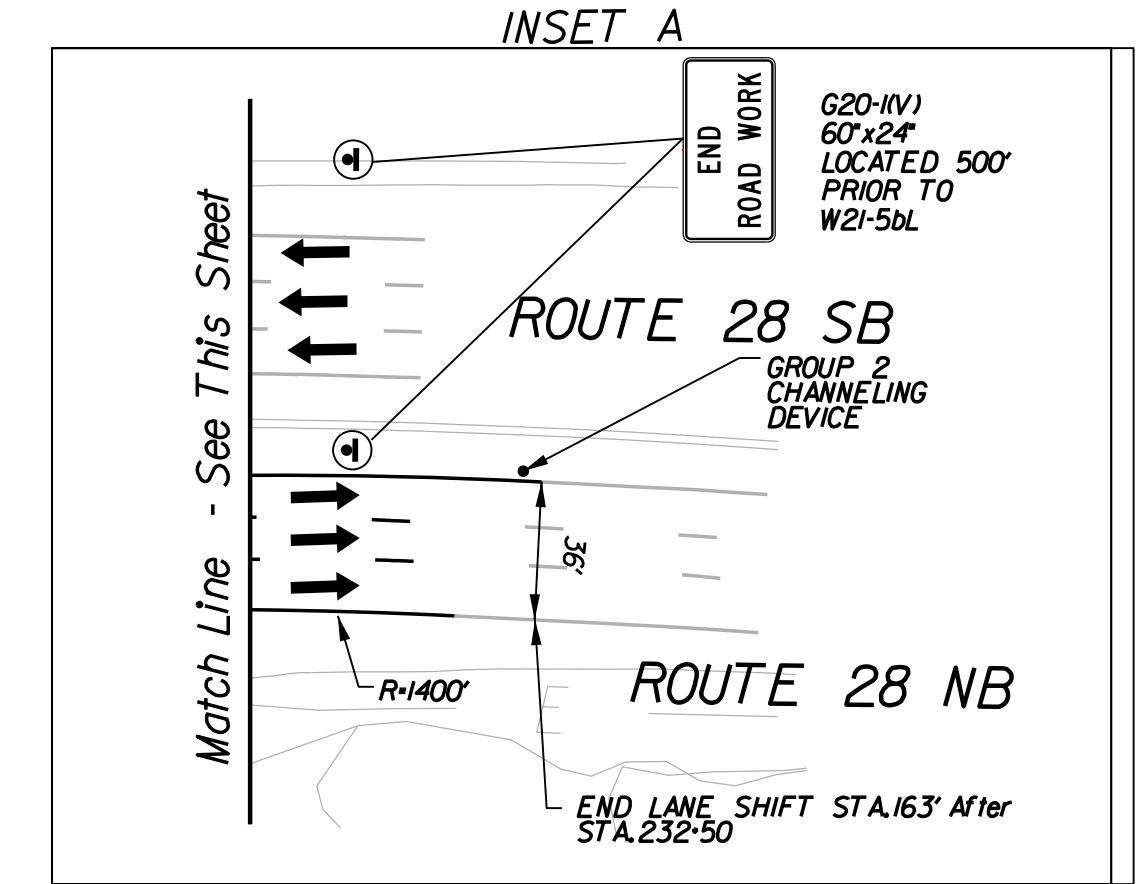 INSET A
END
ROAD WORK
G20-1(V)
60"x24"
LOCATED 500'
PRIOR TO
W21-5bL
Match Line - See This Sheet
ROUTE 28 SB
GROUP 2
CHANNELING
DEVICE
36'
R=1400'
ROUTE 28 NB
END LANE SHIFT STA.163' After
STA.232+50